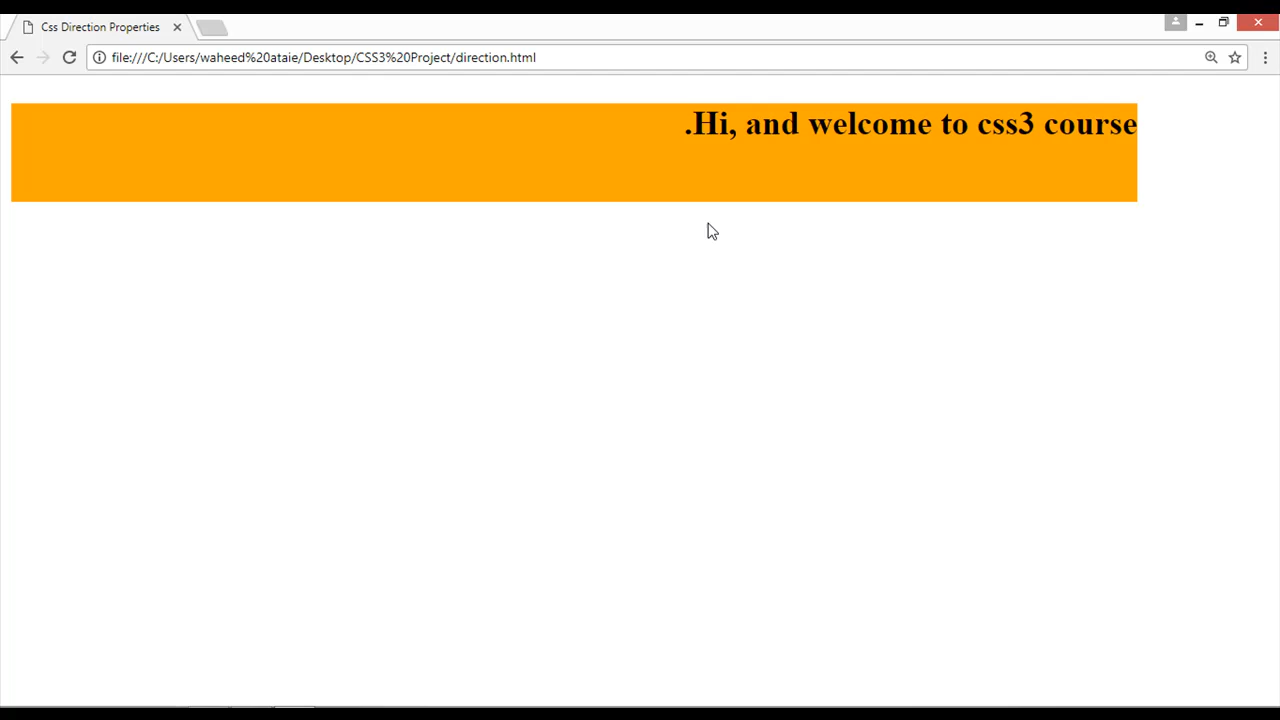 Css Direction Properties
file:///C:/Users/waheed%20ataie/Desktop/CSS3%20Project/direction.html
.Hi, and welcome to css3 course